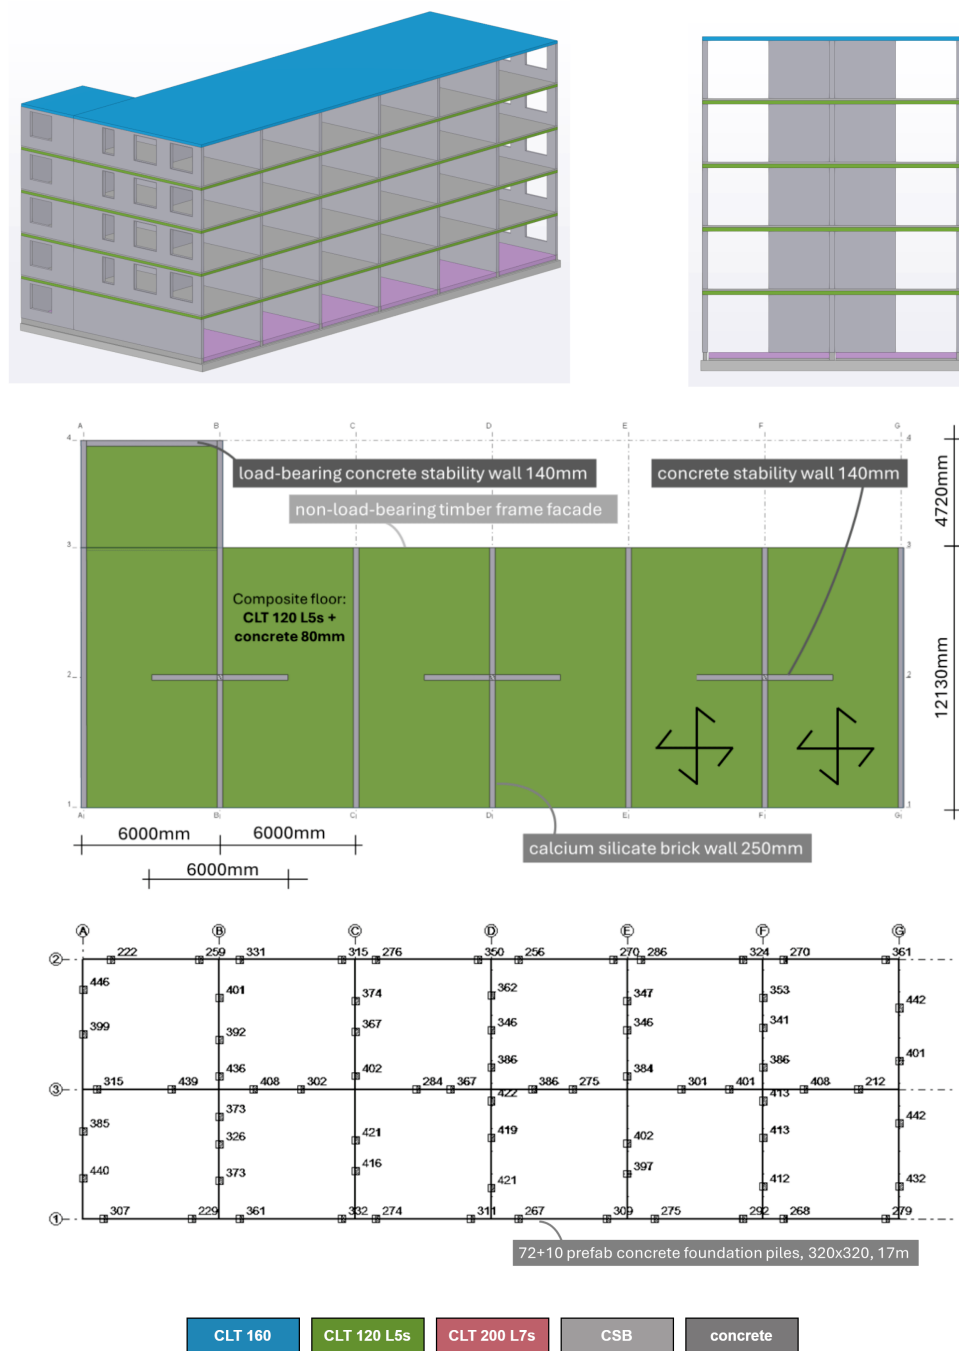 A B C D E F G
4 4
load-bearing concrete stability wall 140mm
concrete stability wall 140mm
non-load-bearing timber frame facade
4720mm
3 3
Composite floor:
CLT 120 L5s +
concrete 80mm
2 2
12130mm
1 1
6000mm 6000mm
6000mm
calcium silicate brick wall 250mm
A B C D E F G
2 222 259 331 315 276 350 256 270 286 324 270 361
446 401 374 362 347 353 442
399 392 367 346 346 341 401
436 402 386 384 386
3 315 439 408 302 284 367 386 275 301 401 408 212
373 422 413 442
385 326 421 419 402 413
440 373 416 421 397 412 432
1 307 229 361 332 274 311 267 309 275 292 268 279
72+10 prefab concrete foundation piles, 320x320, 17m
CLT 160 CLT 120 L5s CLT 200 L7s CSB concrete